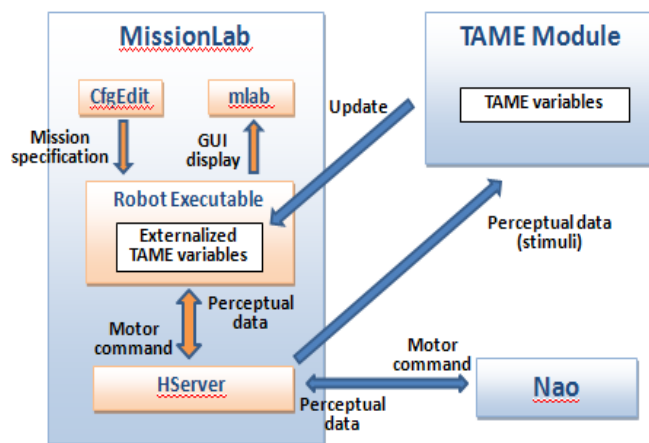 MissionLab
TAME Module
CfgEdit
mlab
TAME variables
Update
Mission
specification
GUI
display
Robot Executable
Externalized
TAME variables
Perceptual data
(stimuli)
Perceptual
data
Motor
command
HServer
Motor
command
Perceptual
data
Nao